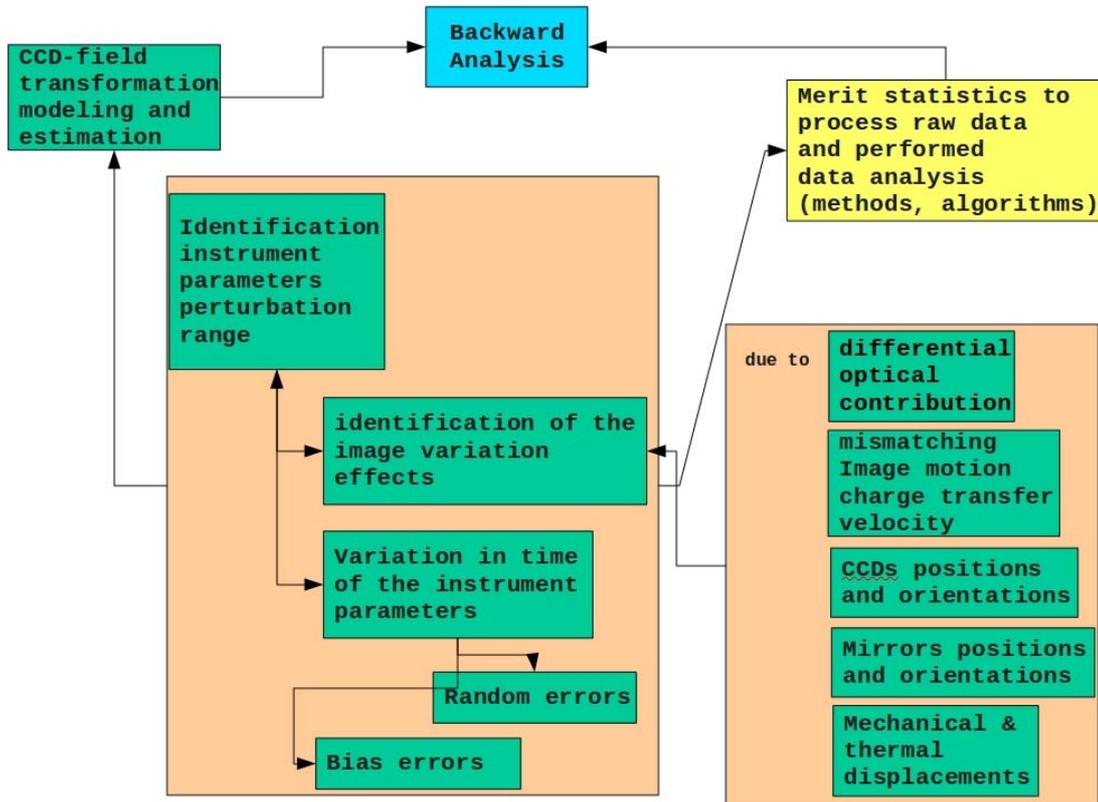 Backward
Analysis
CCD-field
transformation
modeling and
estimation
Merit statistics to
process raw data
and performed
data analysis
(methods, algorithms)
Identification
instrument
parameters
perturbation
range
identification of the
image variation
effects
Variation in time
of the instrument
parameters
Random errors
Bias errors
due to
differential
optical
contribution
mismatching
Image motion
charge transfer
velocity
CCDs positions
and orientations
Mirrors positions
and orientations
Mechanical &
thermal
displacements